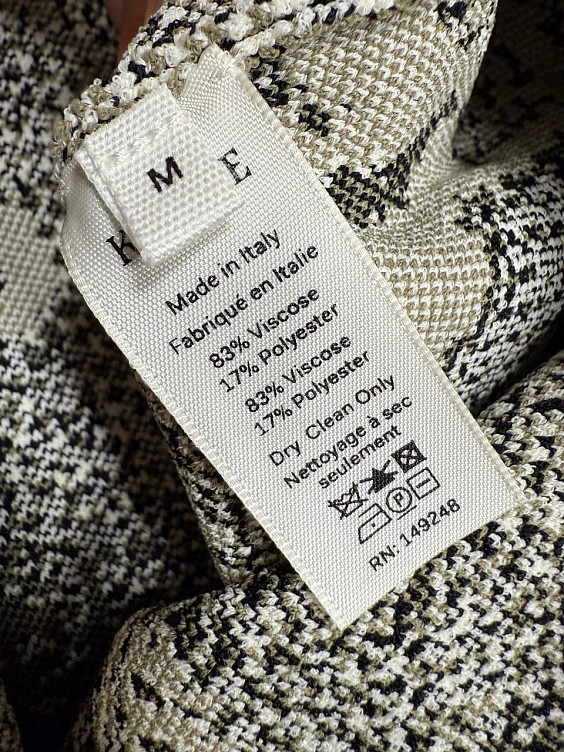 M
K E
Made in Italy
Fabriqué en Italie
83% Viscose
17% Polyester
83% Viscose
17% Polyester
Dry Clean Only
Nettoyage à sec
seulement
P
RN: 149248